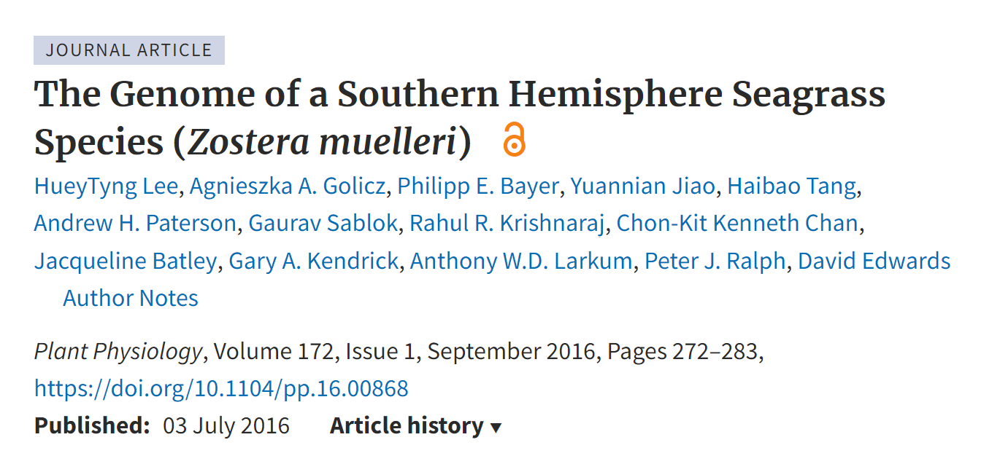 JOURNAL ARTICLE
The Genome of a Southern Hemisphere Seagrass
Species (Zostera muelleri)
HueyTyng Lee, Agnieszka A. Golicz, Philipp E. Bayer, Yuannian Jiao, Haibao Tang,
Andrew H. Paterson, Gaurav Sablok, Rahul R. Krishnaraj, Chon-Kit Kenneth Chan,
Jacqueline Batley, Gary A. Kendrick, Anthony W.D. Larkum, Peter J. Ralph, David Edwards
Author Notes
Plant Physiology, Volume 172, Issue 1, September 2016, Pages 272–283,
https://doi.org/10.1104/pp.16.00868
Published: 03 July 2016 Article history ▼